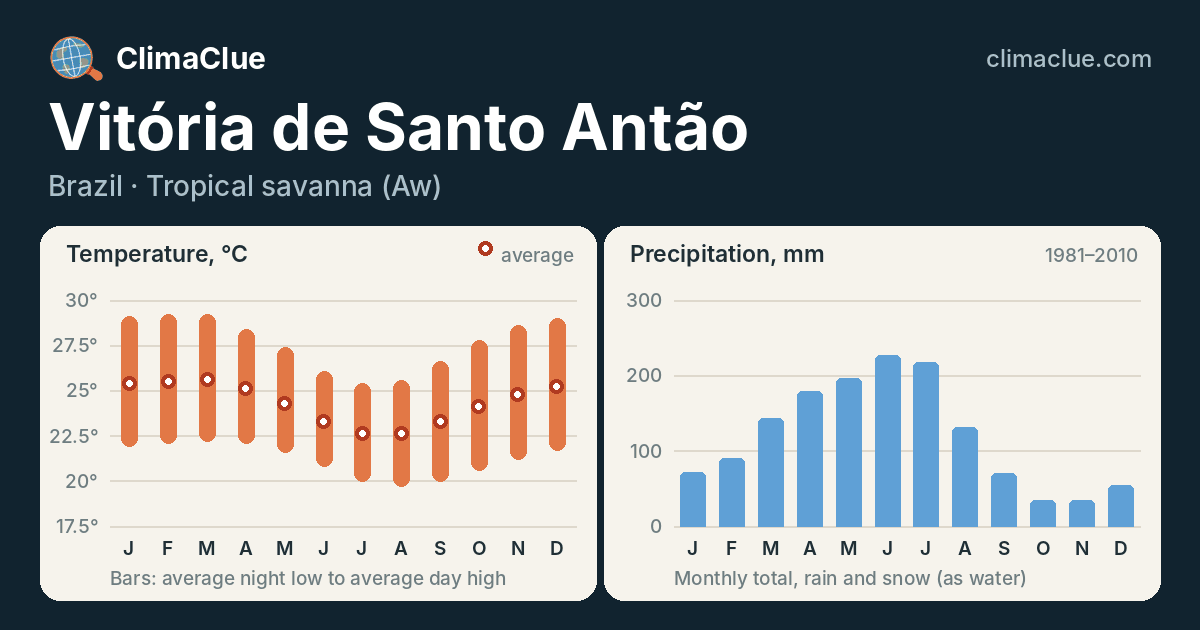 ClimaClue
climaclue.com
Vitória de Santo Antão
Brazil · Tropical savanna (Aw)
Temperature, °C
average
30°
27.5°
25°
22.5°
20°
17.5°
J F M A M J J A S O N D
Bars: average night low to average day high
Precipitation, mm
1981–2010
300
200
100
0
J F M A M J J A S O N D
Monthly total, rain and snow (as water)